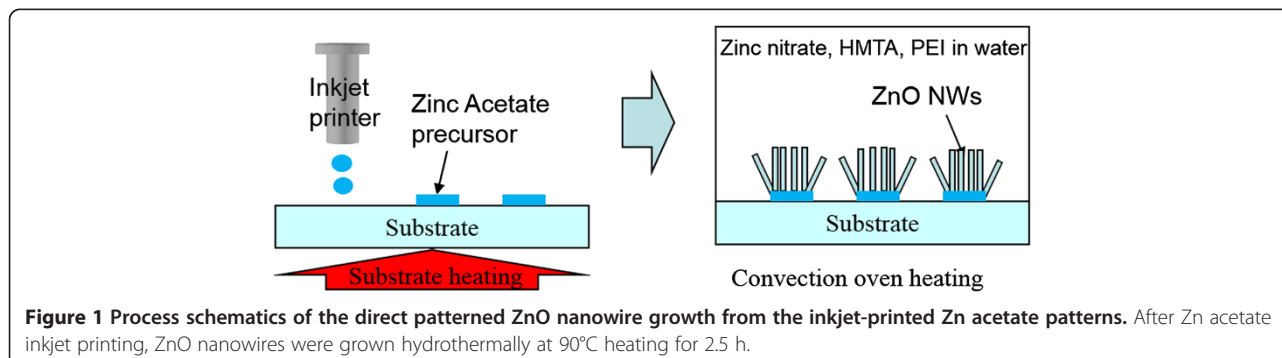 Inkjet
printer
Zinc Acetate
precursor
Substrate
Substrate heating
Zinc nitrate, HMTA, PEI in water
ZnO NWs
Substrate
Convection oven heating
Figure 1 Process schematics of the direct patterned ZnO nanowire growth from the inkjet-printed Zn acetate patterns. After Zn acetate
inkjet printing, ZnO nanowires were grown hydrothermally at 90°C heating for 2.5 h.